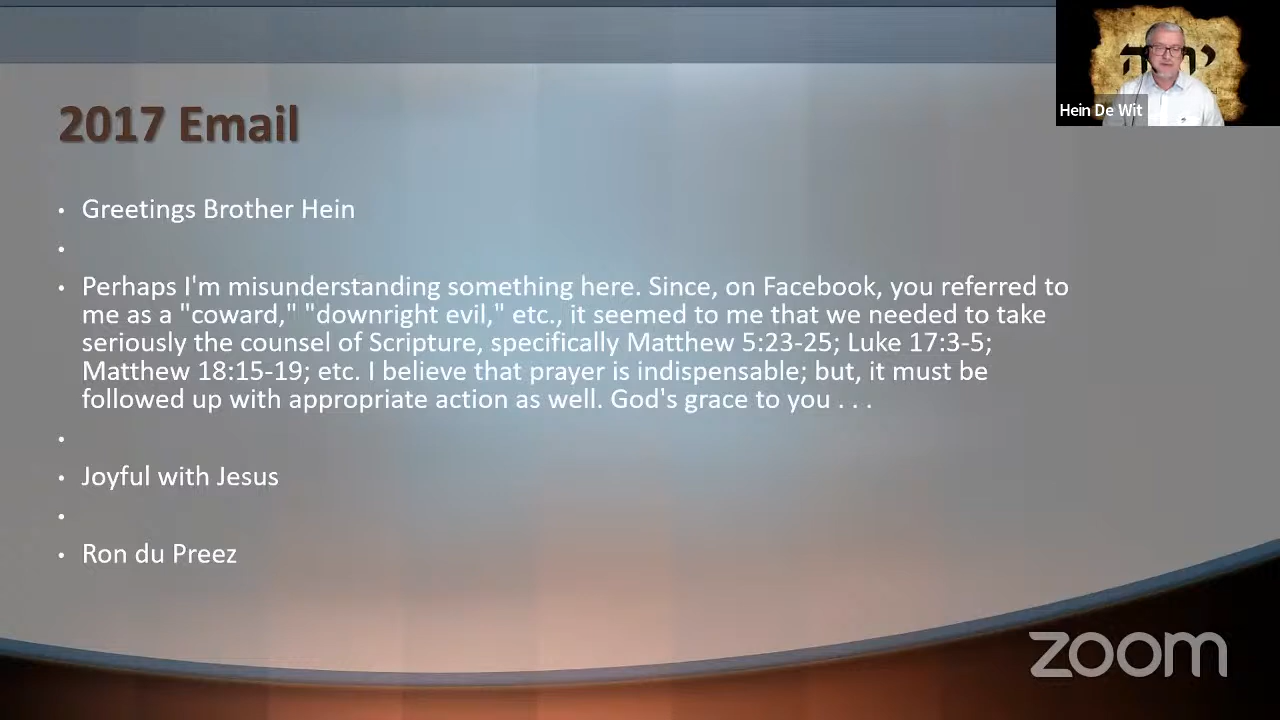 Hein De Wit
2017 Email
• Greetings Brother Hein
•
• Perhaps I'm misunderstanding something here. Since, on Facebook, you referred to
me as a "coward," "downright evil," etc., it seemed to me that we needed to take
seriously the counsel of Scripture, specifically Matthew 5:23-25; Luke 17:3-5;
Matthew 18:15-19; etc. I believe that prayer is indispensable; but, it must be
followed up with appropriate action as well. God's grace to you . . .
•
• Joyful with Jesus
•
• Ron du Preez
zoom